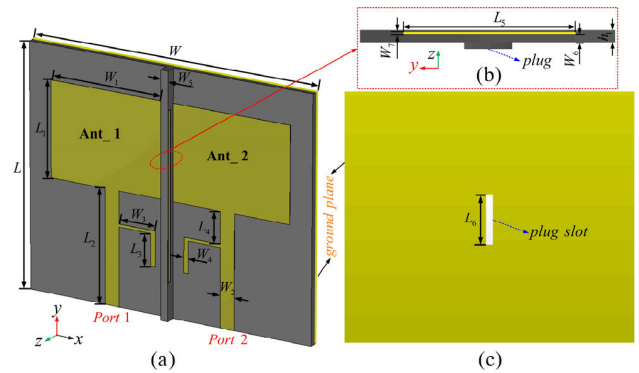 (a)
W
W₁
W₅
L₁
Ant_1
Ant_2
L
L₂
W₃
L₃
L₄
W₄
W₂
Port 1
Port 2
y
z
x
ground plane
(b)
L₅
W₇
W₆
h₁
z
y
plug
(c)
L₆
plug slot
(a)